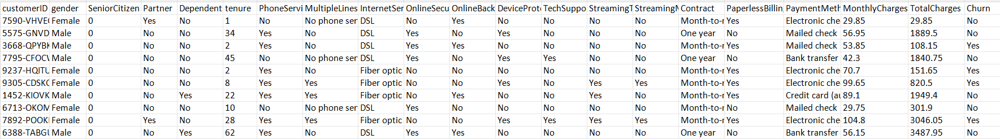 customerID gender SeniorCitizen Partner Dependent tenure PhoneServi MultipleLines InternetSer OnlineSecu OnlineBack DeviceProt TechSuppo StreamingT StreamingM Contract PaperlessBillin PaymentMeth MonthlyCharges TotalCharges Churn
7590-VHVE Female 0 Yes No 1 No No phone ser DSL No Yes No No No No Month-to-r Yes Electronic che 29.85 29.85 No
5575-GNVD Male 0 No No 34 Yes No DSL Yes No Yes No No No One year No Mailed check 56.95 1889.5 No
3668-QPYBK Male 0 No No 2 Yes No DSL Yes Yes No No No No Month-to-r Yes Mailed check 53.85 108.15 Yes
7795-CFOCV Male 0 No No 45 No No phone ser DSL Yes No Yes Yes No No One year No Bank transfer 42.3 1840.75 No
9237-HQITU Female 0 No No 2 Yes No Fiber optic No No No No No No Month-to-r Yes Electronic che 70.7 151.65 Yes
9305-CDSK Female 0 No No 8 Yes Yes Fiber optic No No Yes No Yes Yes Month-to-r Yes Electronic che 99.65 820.5 Yes
1452-KIOVK Male 0 No Yes 22 Yes Yes Fiber optic No Yes No No Yes No Month-to-r Yes Credit card (au 89.1 1949.4 No
6713-OKOM Female 0 No No 10 No No phone ser DSL Yes No No No No No Month-to-r No Mailed check 29.75 301.9 No
7892-POOK Female 0 Yes No 28 Yes Yes Fiber optic No No Yes Yes Yes Yes Month-to-r Yes Electronic che 104.8 3046.05 Yes
6388-TABGU Male 0 No Yes 62 Yes No DSL Yes Yes No No No No One year No Bank transfer 56.15 3487.95 No